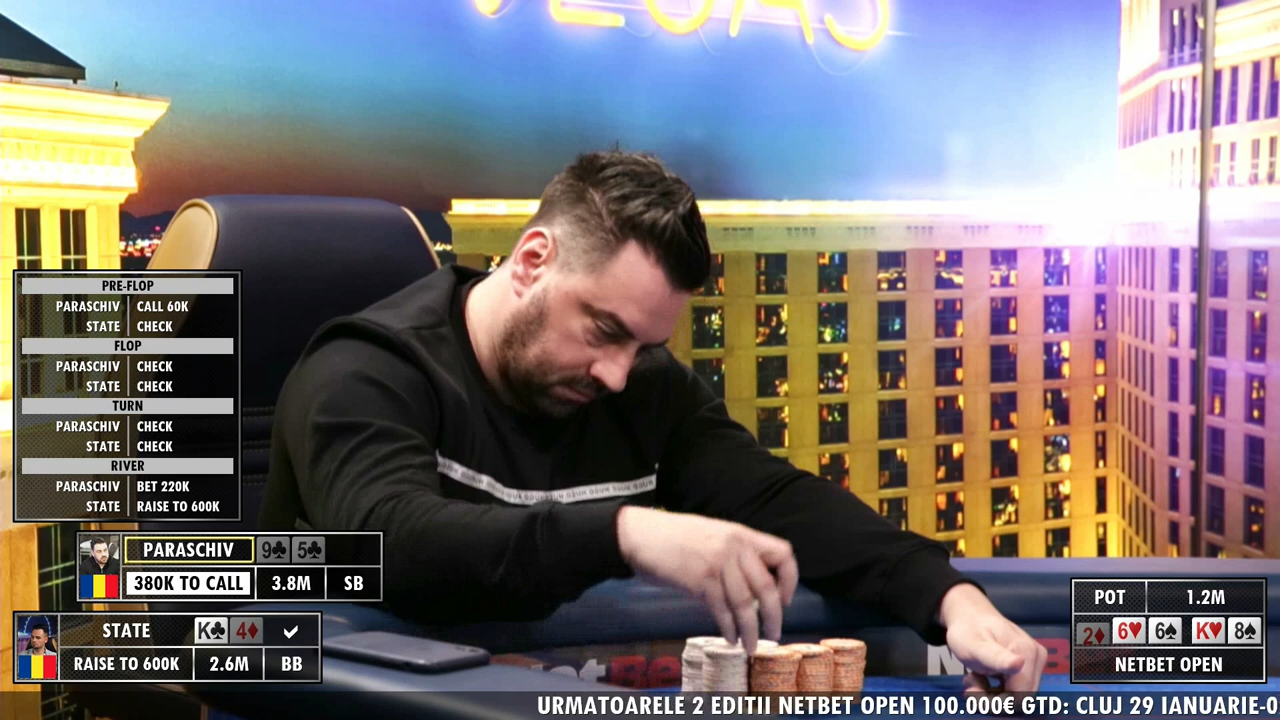 VEGAS
PRE-FLOP
PARASCHIV CALL 60K
STATE CHECK
FLOP
PARASCHIV CHECK
STATE CHECK
TURN
PARASCHIV CHECK
STATE CHECK
RIVER
PARASCHIV BET 220K
STATE RAISE TO 600K
PARASCHIV 9♣ 5♣
380K TO CALL 3.8M SB
STATE K♣ 4♦ ✓
RAISE TO 600K 2.6M BB
POT 1.2M
2♦ 6♥ 6♠ K♥ 8♠
NETBET OPEN
URMATOARELE 2 EDITII NETBET OPEN 100.000€ GTD: CLUJ 29 IANUARIE-0